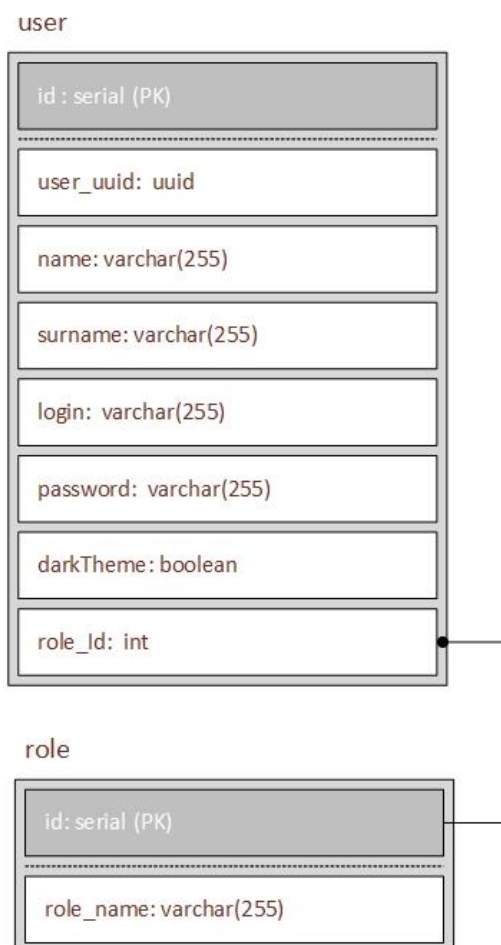 user
id : serial (PK)
user_uuid: uuid
name: varchar(255)
surname: varchar(255)
login: varchar(255)
password: varchar(255)
darkTheme: boolean
role_Id: int
role
id: serial (PK)
role_name: varchar(255)